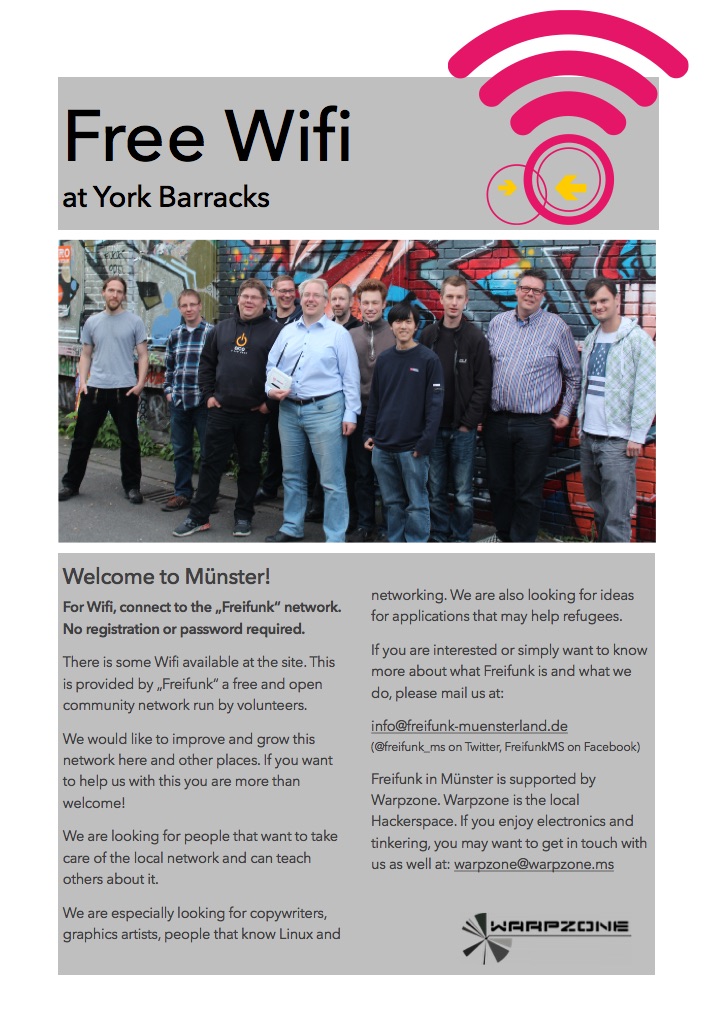 Free Wifi
at York Barracks
Welcome to Münster!
For Wifi, connect to the „Freifunk“ network.
No registration or password required.
There is some Wifi available at the site. This
is provided by „Freifunk“ a free and open
community network run by volunteers.
We would like to improve and grow this
network here and other places. If you want
to help us with this you are more than
welcome!
We are looking for people that want to take
care of the local network and can teach
others about it.
We are especially looking for copywriters,
graphics artists, people that know Linux and
networking. We are also looking for ideas
for applications that may help refugees.
If you are interested or simply want to know
more about what Freifunk is and what we
do, please mail us at:
info@freifunk-muensterland.de
(@freifunk_ms on Twitter, FreifunkMS on Facebook)
Freifunk in Münster is supported by
Warpzone. Warpzone is the local
Hackerspace. If you enjoy electronics and
tinkering, you may want to get in touch with
us as well at: warpzone@warpzone.ms
WARPZONE